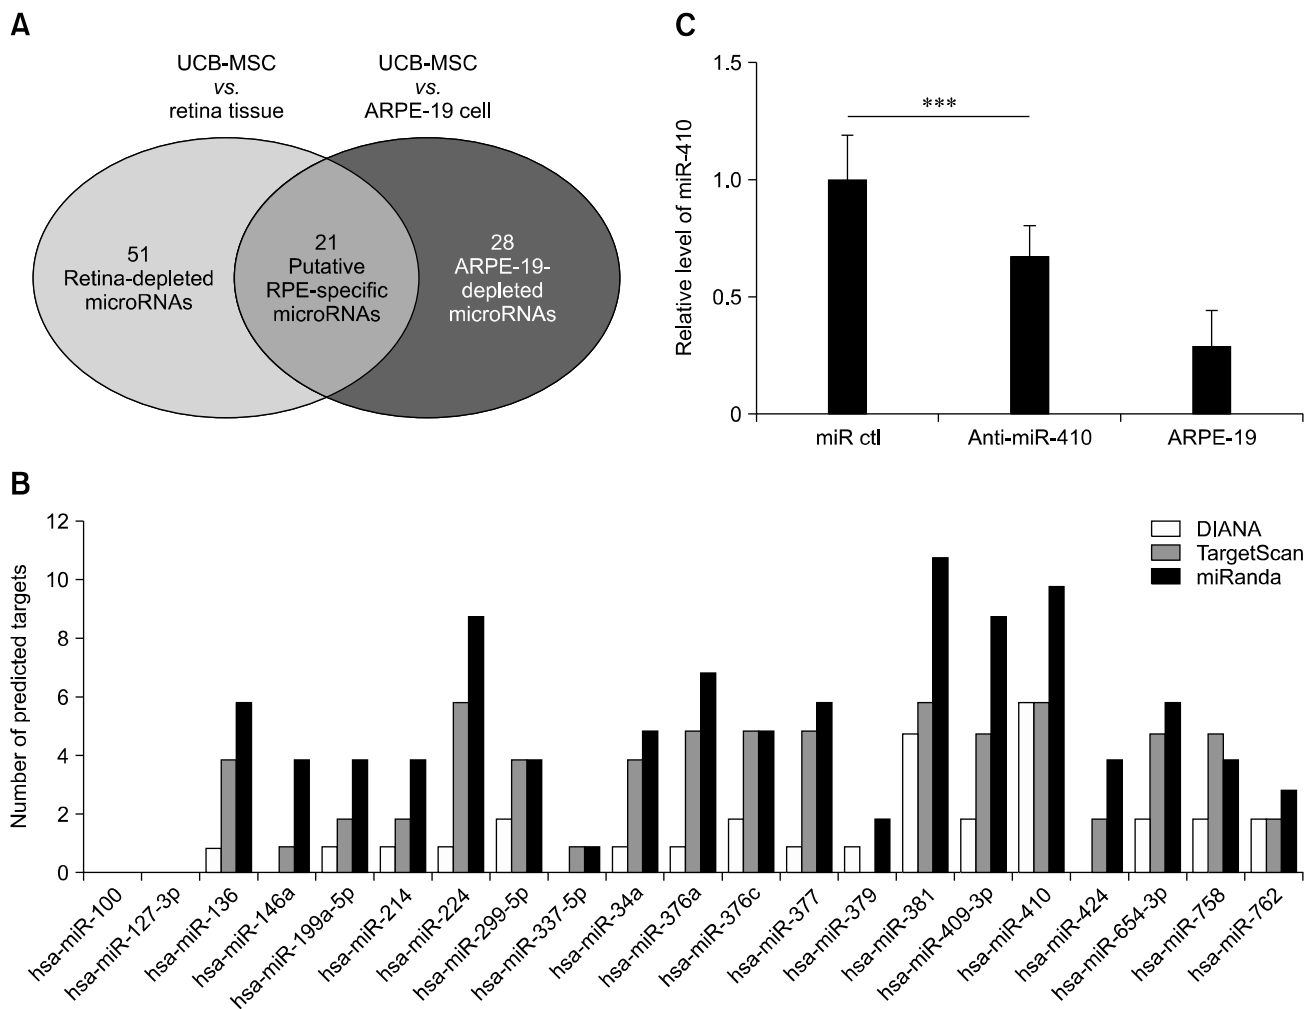 A
UCB-MSC
vs.
retina tissue
UCB-MSC
vs.
ARPE-19 cell
51
Retina-depleted
microRNAs
21
Putative
RPE-specific
microRNAs
28
ARPE-19-
depleted
microRNAs
C
Relative level of miR-410
1.5
1.0
0.5
0
***
miR ctl
Anti-miR-410
ARPE-19
B
Number of predicted targets
12
10
8
6
4
2
0
DIANA
TargetScan
miRanda
hsa-miR-100
hsa-miR-127-3p
hsa-miR-136
hsa-miR-146a
hsa-miR-199a-5p
hsa-miR-214
hsa-miR-224
hsa-miR-299-5p
hsa-miR-337-5p
hsa-miR-34a
hsa-miR-376a
hsa-miR-376c
hsa-miR-377
hsa-miR-379
hsa-miR-381
hsa-miR-409-3p
hsa-miR-410
hsa-miR-424
hsa-miR-654-3p
hsa-miR-758
hsa-miR-762